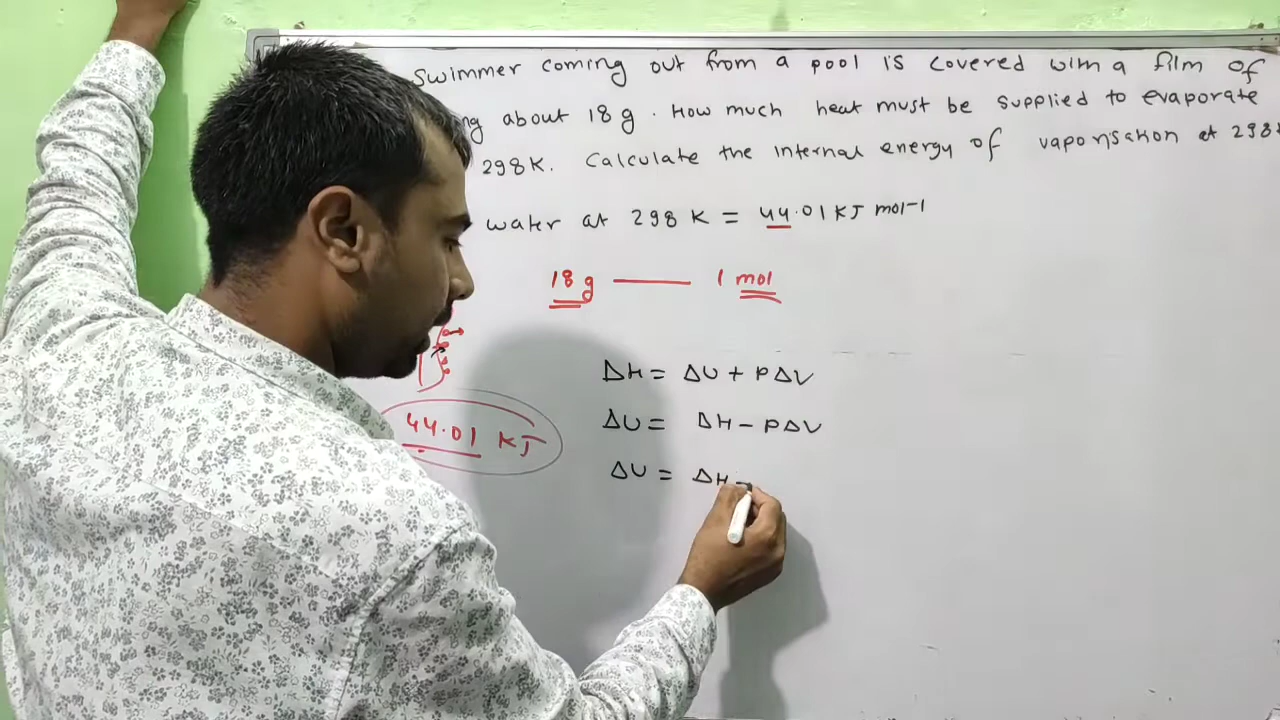 Swimmer coming out from a pool is covered with a film of
about 18 g. How much heat must be supplied to evaporate
298 K. Calculate the internal energy of vaporisation at 298
water at 298 K = 44.01 KJ mol-1
18g —— 1 mol
ΔH = ΔU + PΔV
44.01 KJ
ΔU = ΔH - PΔV
ΔU = ΔH -